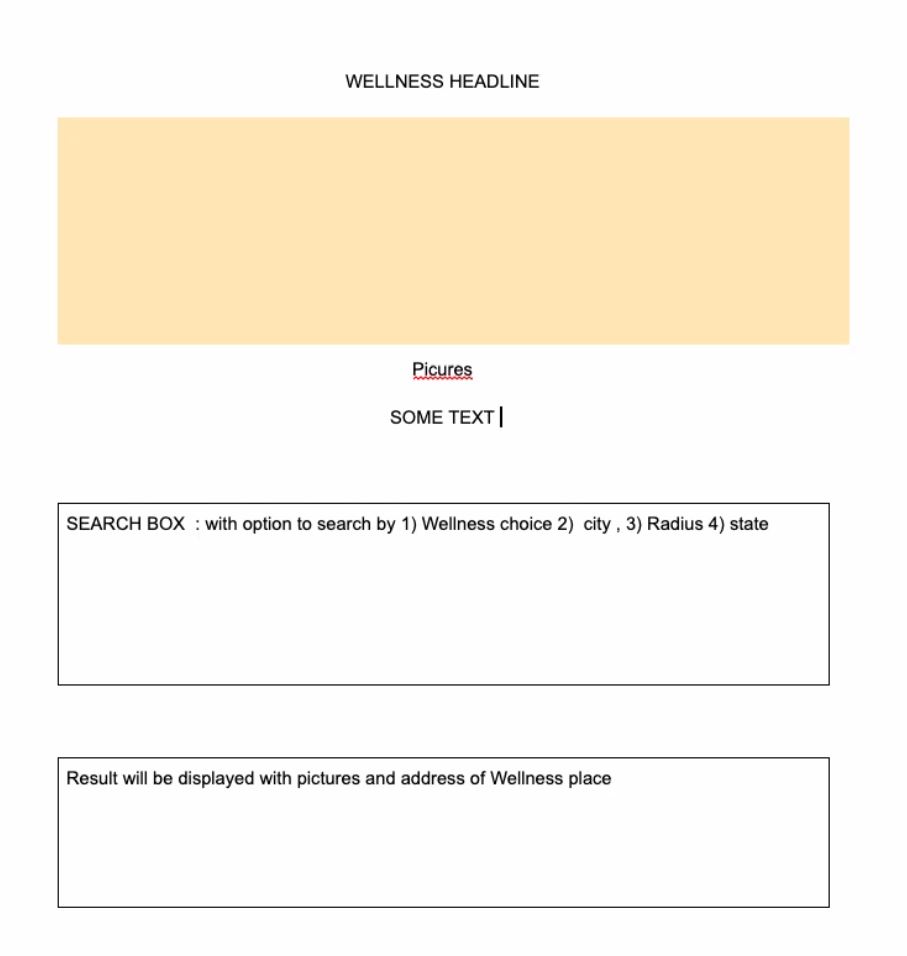 WELLNESS HEADLINE
Picures
SOME TEXT
SEARCH BOX  : with option to search by 1) Wellness choice 2)  city , 3) Radius 4) state
Result will be displayed with pictures and address of Wellness place